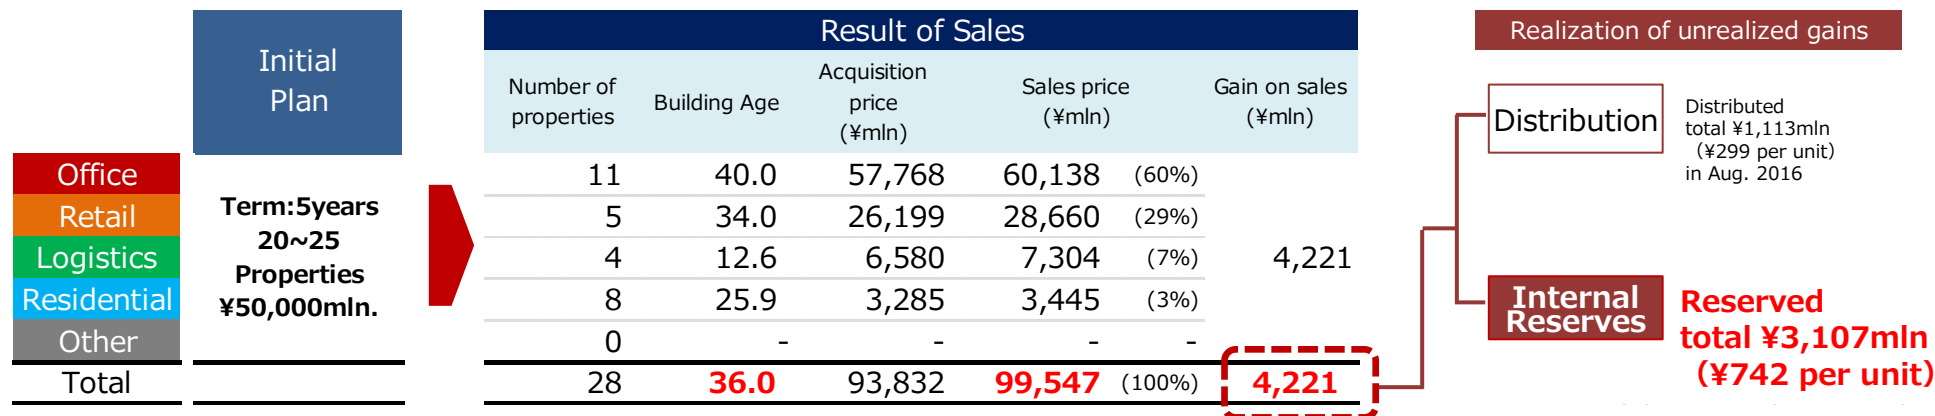 Initial
Plan
Result of Sales
Number of
properties
Building Age
Acquisition
price
(¥mln)
Sales price
(¥mln)
Gain on sales
(¥mln)
Office 11 40.0 57,768 60,138 (60%)
Retail 5 34.0 26,199 28,660 (29%)
Logistics 4 12.6 6,580 7,304 (7%) 4,221
Residential 8 25.9 3,285 3,445 (3%)
Other 0 - - - -
Total 28 36.0 93,832 99,547 (100%) 4,221
Term:5years
20~25
Properties
¥50,000mln.
Realization of unrealized gains
Distribution
Distributed
total ¥1,113mln
(¥299 per unit)
in Aug. 2016
Internal
Reserves
Reserved
total ¥3,107mln
(¥742 per unit)